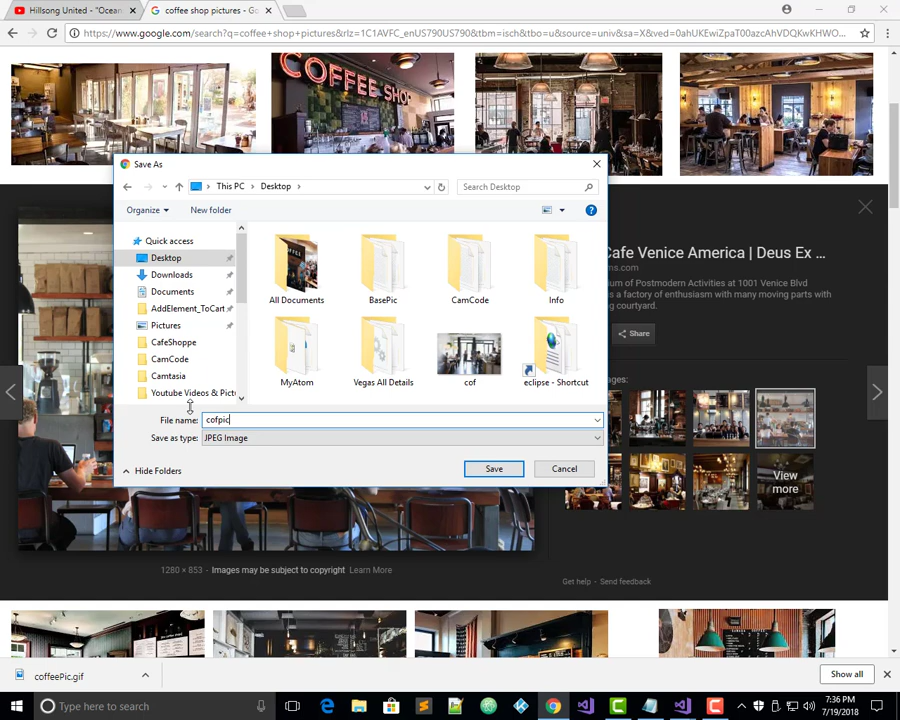 Hillsong United - "Ocean
coffee shop pictures - Go
https://www.google.com/search?q=coffee+shop+pictures&rlz=1C1AVFC_enUS790US790&tbm=isch&tbo=u&source=univ&sa=X&ved=0ahUKEwiZpaT00azcAhVDQKwKHWO...
COFFEE SHOP
Save As
This PC
Desktop
Search Desktop
Organize
New folder
Quick access
Desktop
Downloads
Documents
AddElement_ToCart
Pictures
CafeShoppe
CamCode
Camtasia
Youtube Videos & Pict
All Documents
BasePic
CamCode
Info
MyAtom
Vegas All Details
cof
eclipse - Shortcut
File name:
cofpic
Save as type:
JPEG Image
Hide Folders
Save
Cancel
Cafe Venice America | Deus Ex ...
ms.com
um of Postmodern Activities at 1001 Venice Blvd
s a factory of enthusiasm with many moving parts with
ng courtyard.
Share
ages:
View
more
1280 × 853 - Images may be subject to copyright Learn More
Get help - Send feedback
coffeePic.gif
Show all
Type here to search
7:36 PM
7/19/2018